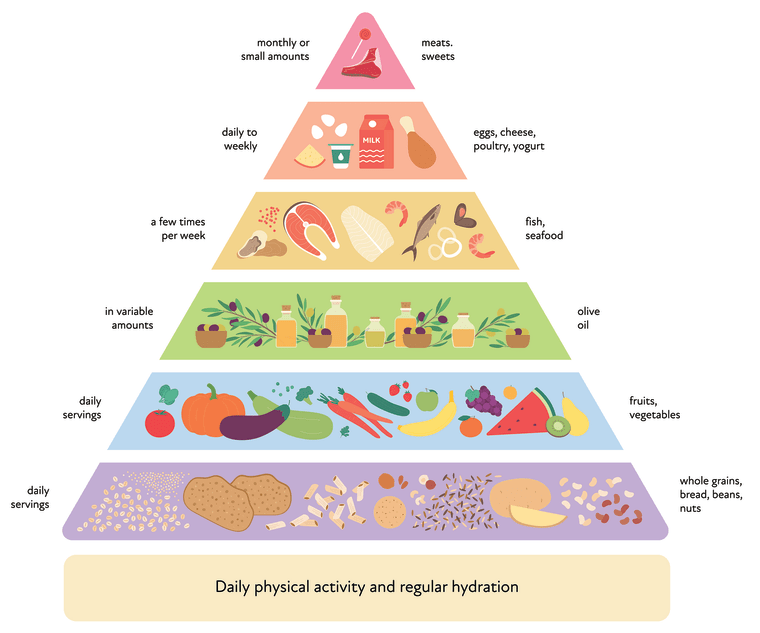 monthly or
small amounts
meats.
sweets
daily to
weekly
MILK
eggs, cheese,
poultry, yogurt
a few times
per week
fish,
seafood
in variable
amounts
olive
oil
daily
servings
fruits,
vegetables
daily
servings
whole grains,
bread, beans,
nuts
Daily physical activity and regular hydration